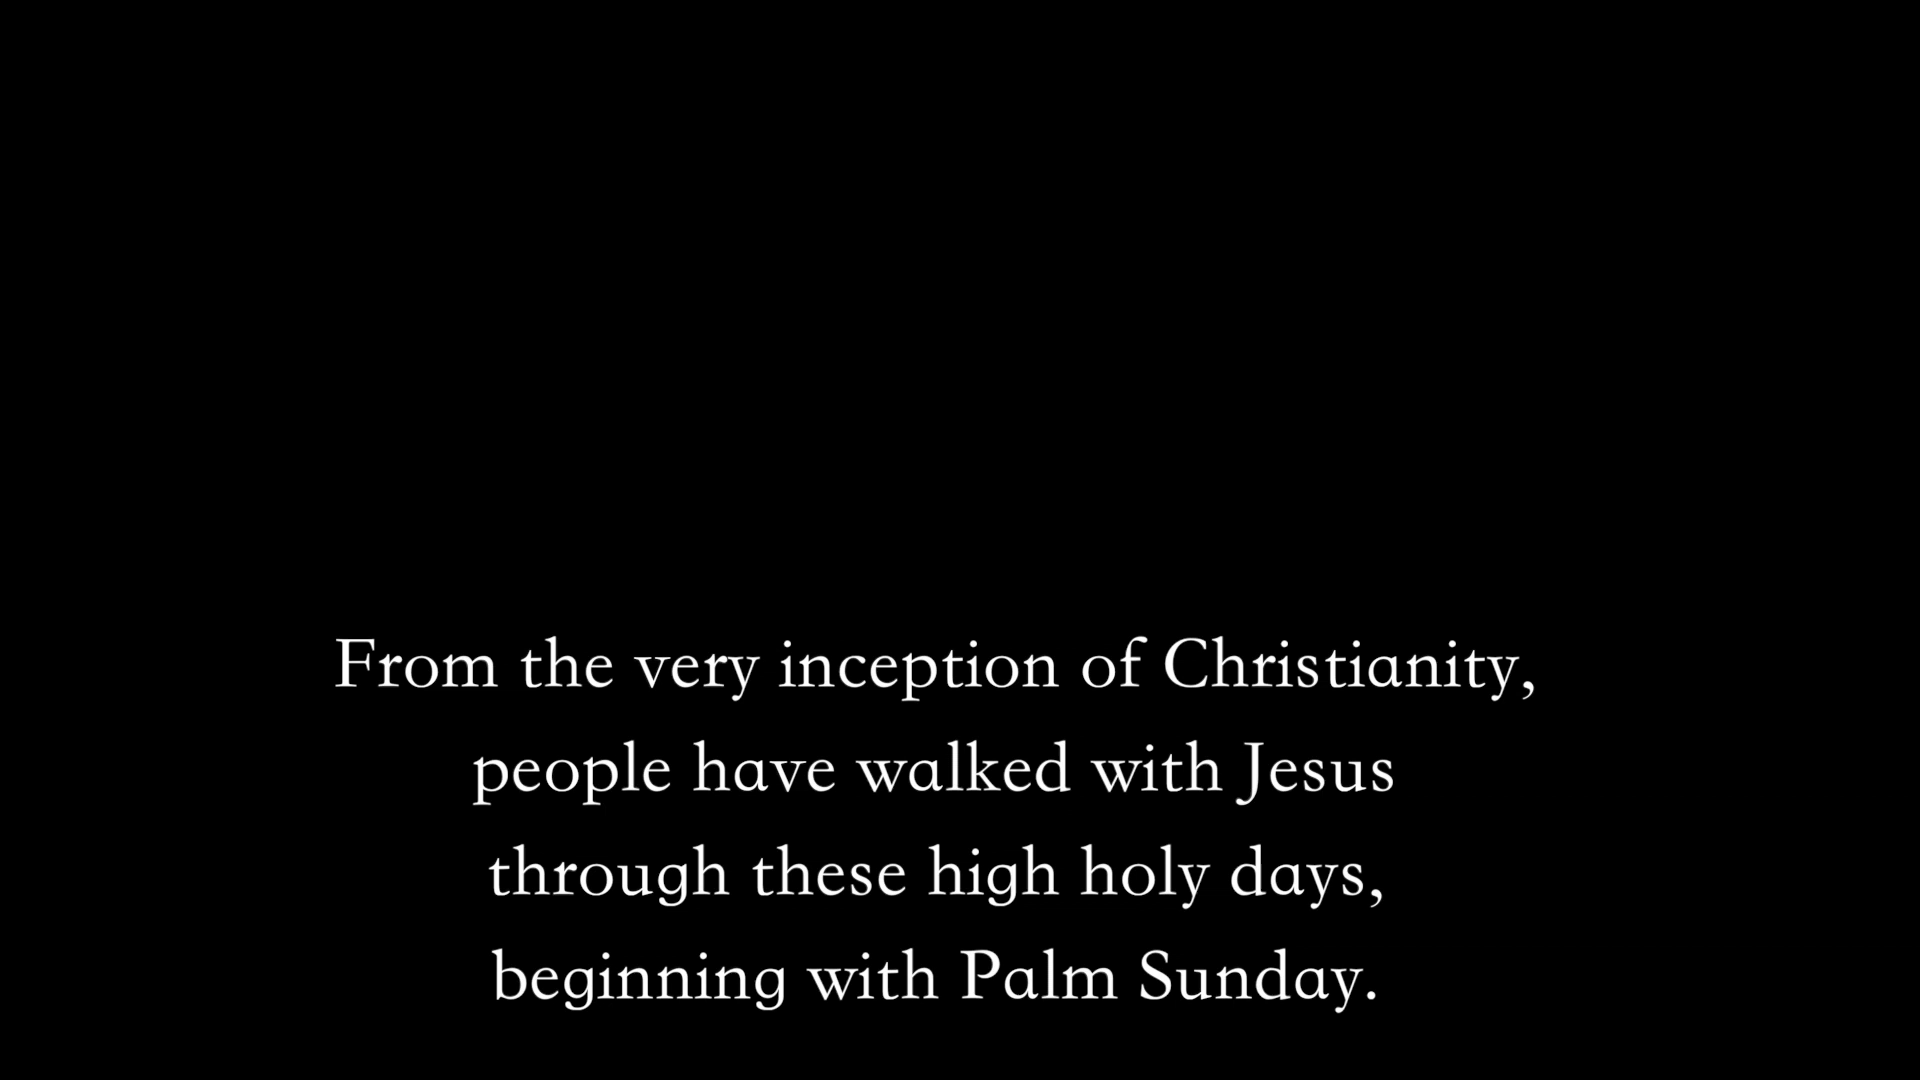 From the very inception of Christianity,
people have walked with Jesus
through these high holy days,
beginning with Palm Sunday.